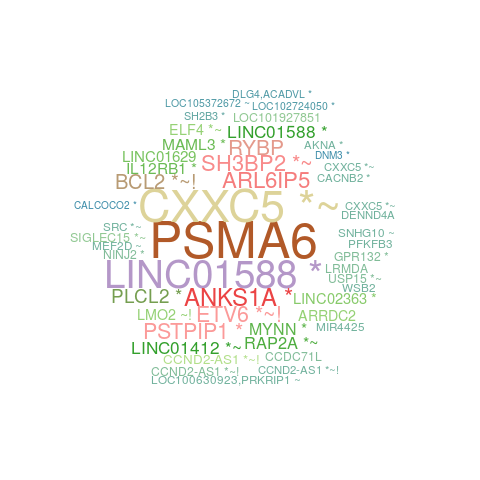 DLG4,ACADVL *
LOC105372672 ~
LOC102724050 *
SH2B3 *
LOC101927851
ELF4 *~
LINC01588 *
MAML3 *
RYBP
AKNA *
LINC01629
SH3BP2 *~
DNM3 *
IL12RB1 *
CXXC5 *~
BCL2 *~!
ARL6IP5
CACNB2 *
CALCOCO2 *
CXXC5 *~
CXXC5 *~
DENND4A
SRC *~
PSMA6
SNHG10 ~
SIGLEC15 *~
MEF2D ~
PFKFB3
NINJ2 *
GPR132 *
LINC01588 *
LRMDA
USP15 *~
WSB2
PLCL2 *
ANKS1A *
LINC02363 *
LMO2 ~!
ETV6 *~!
ARRDC2
PSTPIP1 *
MYNN *
MIR4425
LINC01412 *~
RAP2A *~
CCND2-AS1 *~!
CCDC71L
CCND2-AS1 *~!
CCND2-AS1 *~!
LOC100630923,PRKRIP1 ~